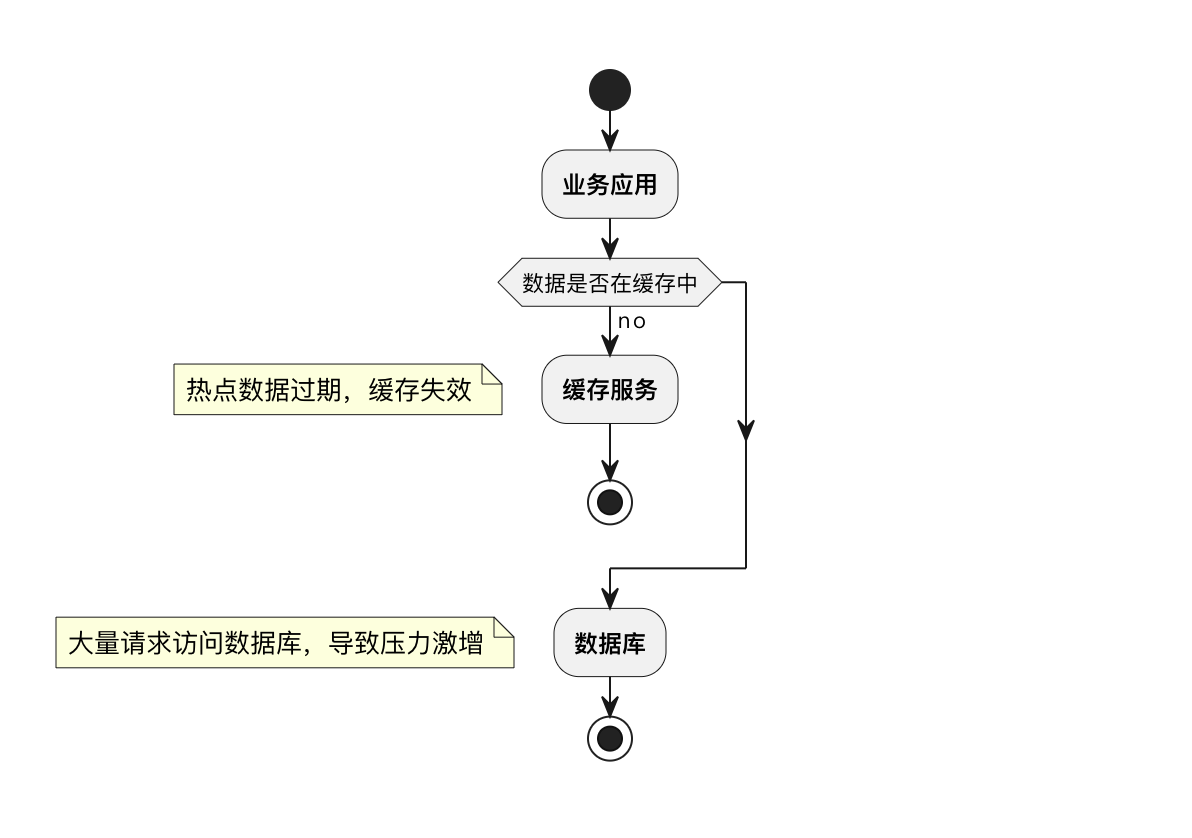 业务应用
数据是否在缓存中
no
热点数据过期，缓存失效
缓存服务
大量请求访问数据库，导致压力激增
数据库